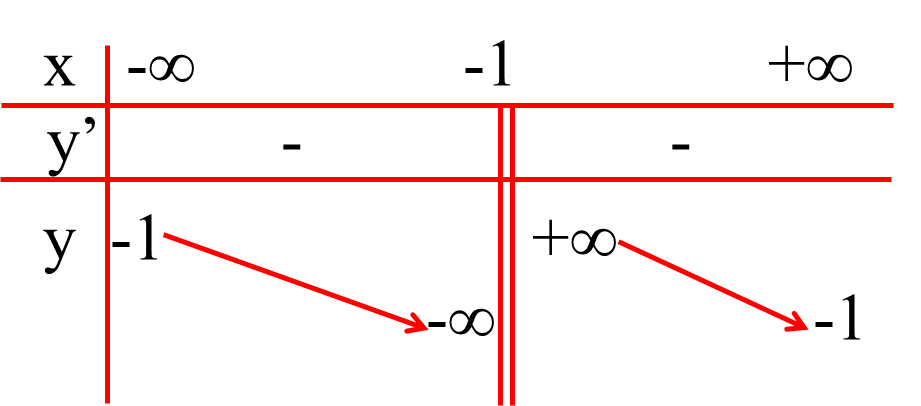 x -∞ -1 +∞
y’ - -
y -1 +∞
-∞ -1